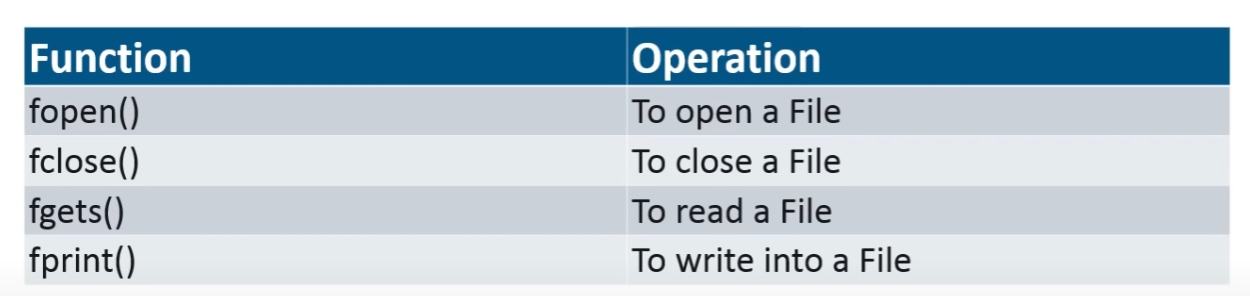 Function Operation
fopen() To open a File
fclose() To close a File
fgets() To read a File
fprint() To write into a File